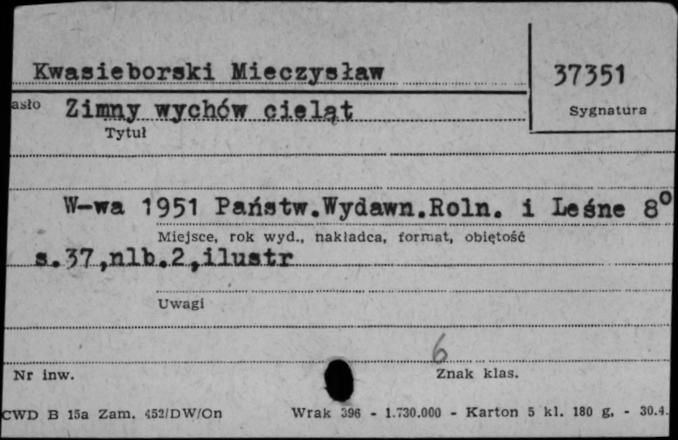 Kwasieborski Mieczysław
37351
asło Zimny wychów cieląt
Sygnatura
Tytuł
W-wa 1951 Państw.Wydawn.Roln. i Leśne 8°
Miejsce, rok wyd., nakładca, format, objętość
s.37,nlb.2,ilustr
Uwagi
6
Nr inw.
Znak klas.
CWD B 15a Zam. 452/DW/On Wrak 396 - 1.730.000 - Karton 5 kl. 180 g. - 30.4.